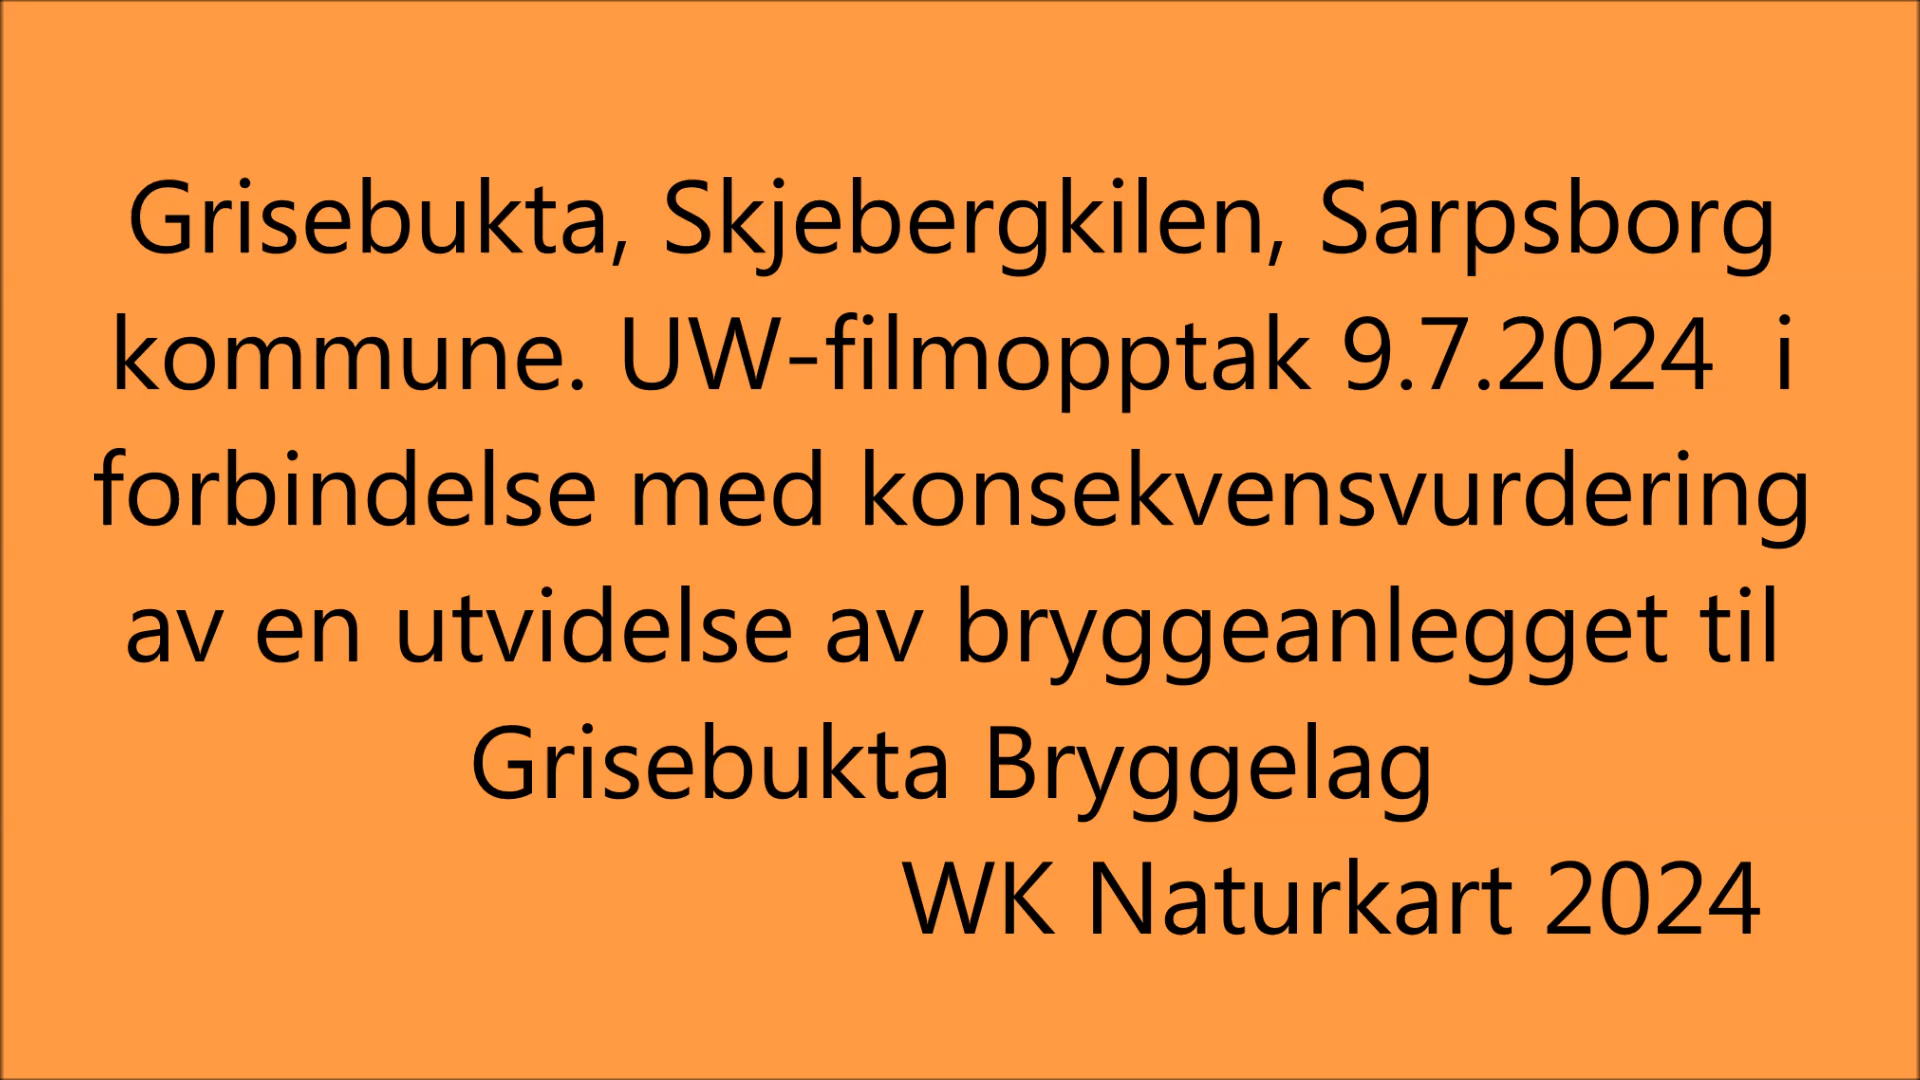 Grisebukta, Skjebergkilen, Sarpsborg
kommune. UW-filmopptak 9.7.2024  i
forbindelse med konsekvensvurdering
av en utvidelse av bryggeanlegget til
Grisebukta Bryggelag
WK Naturkart 2024